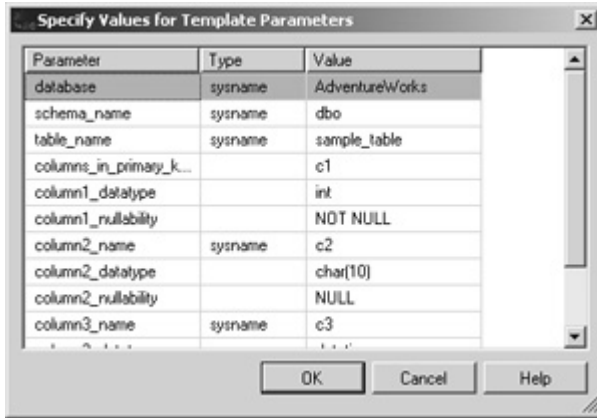 Specify Values for Template Parameters
Parameter Type Value
database sysname AdventureWorks
schema_name sysname dbo
table_name sysname sample_table
columns_in_primary_k... c1
column1_datatype int
column1_nullability NOT NULL
column2_name sysname c2
column2_datatype char(10)
column2_nullability NULL
column3_name sysname c3
OK Cancel Help